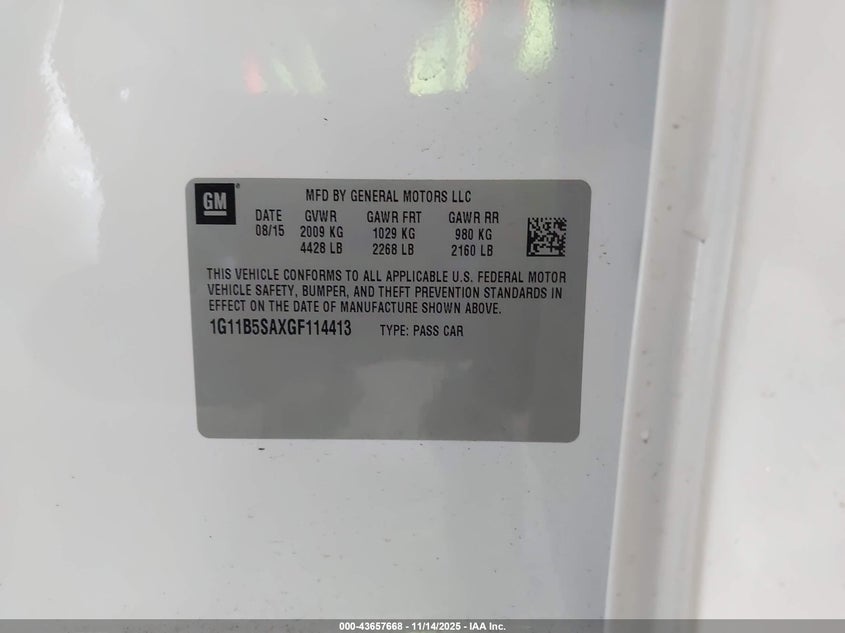 GM
MFD BY GENERAL MOTORS LLC
DATE GVWR GAWR FRT GAWR RR
08/15 2009 KG 1029 KG 980 KG
4428 LB 2268 LB 2160 LB
THIS VEHICLE CONFORMS TO ALL APPLICABLE U.S. FEDERAL MOTOR
VEHICLE SAFETY, BUMPER, AND THEFT PREVENTION STANDARDS IN
EFFECT ON THE DATE OF MANUFACTURE SHOWN ABOVE.
1G11B5SAXGF114413 TYPE: PASS CAR
000-43657668 - 11/14/2025 - IAA Inc.